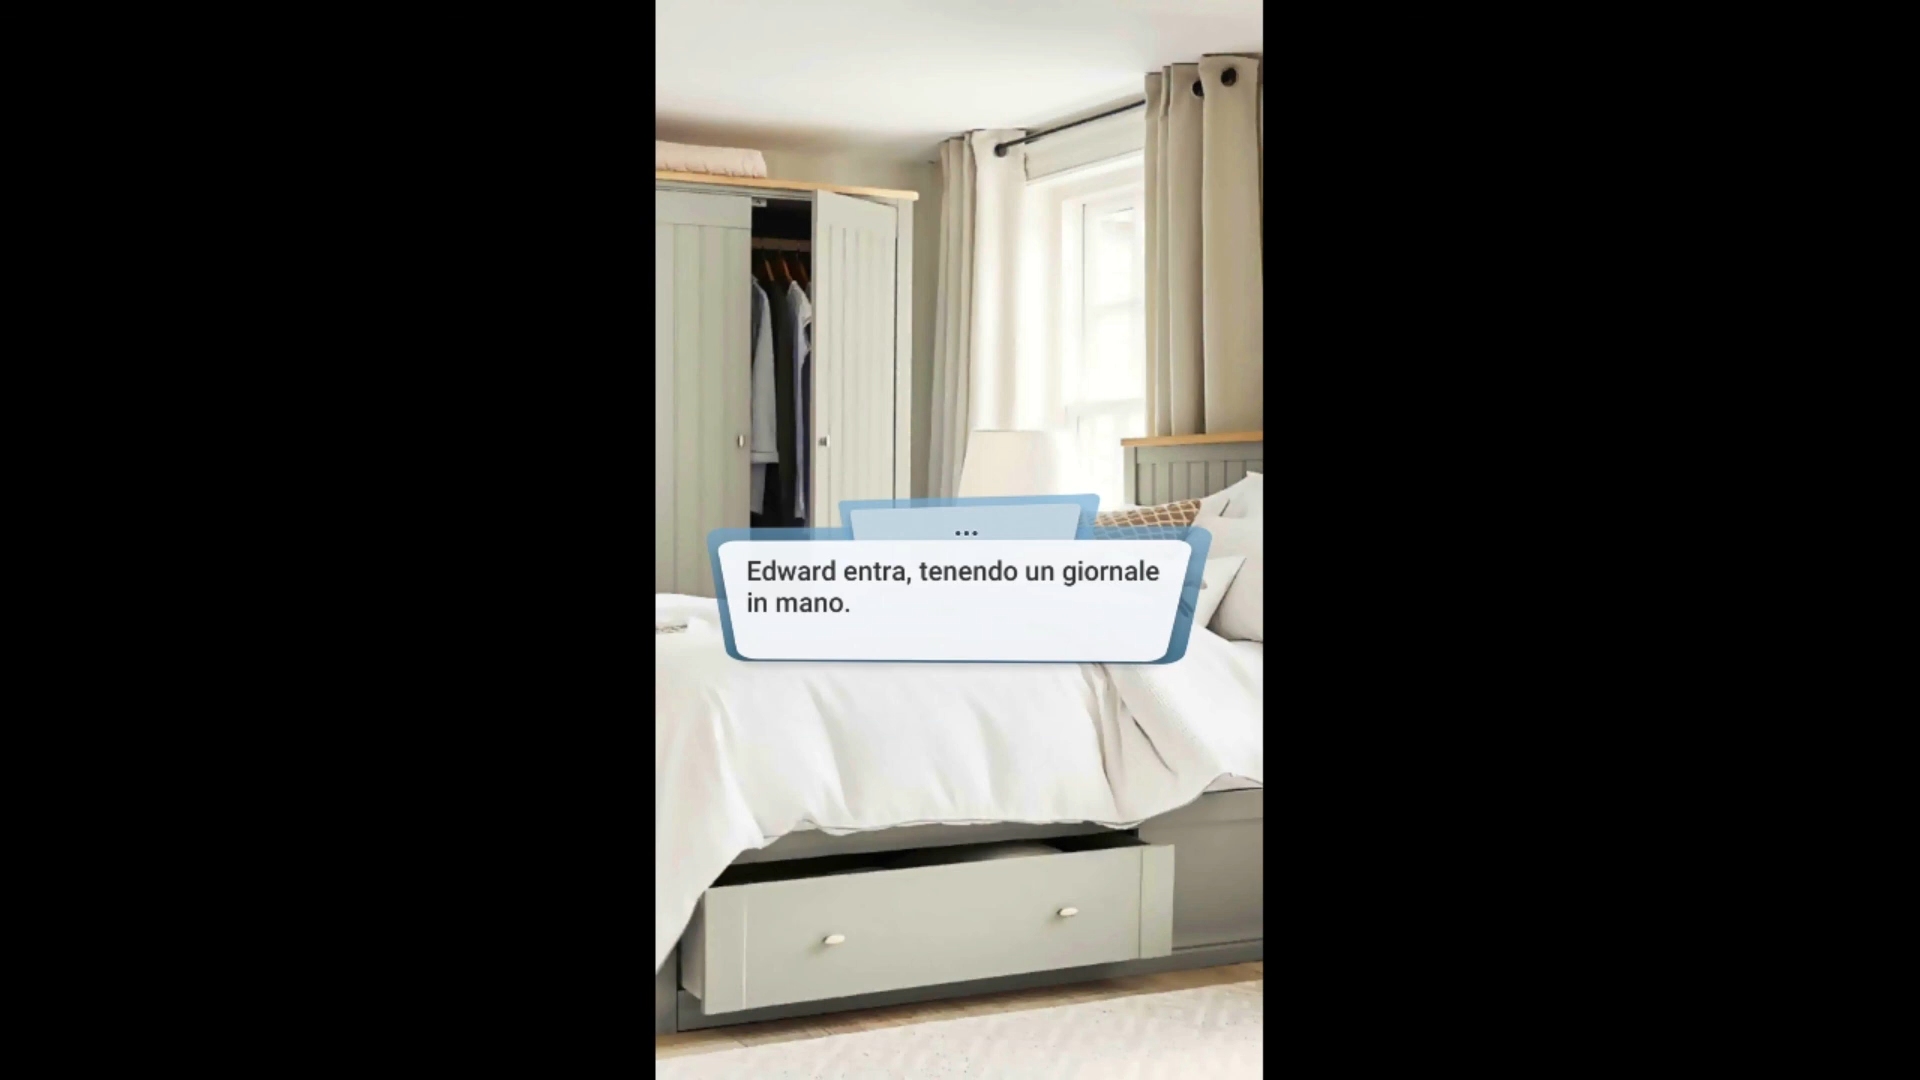 ...
Edward entra, tenendo un giornale
in mano.